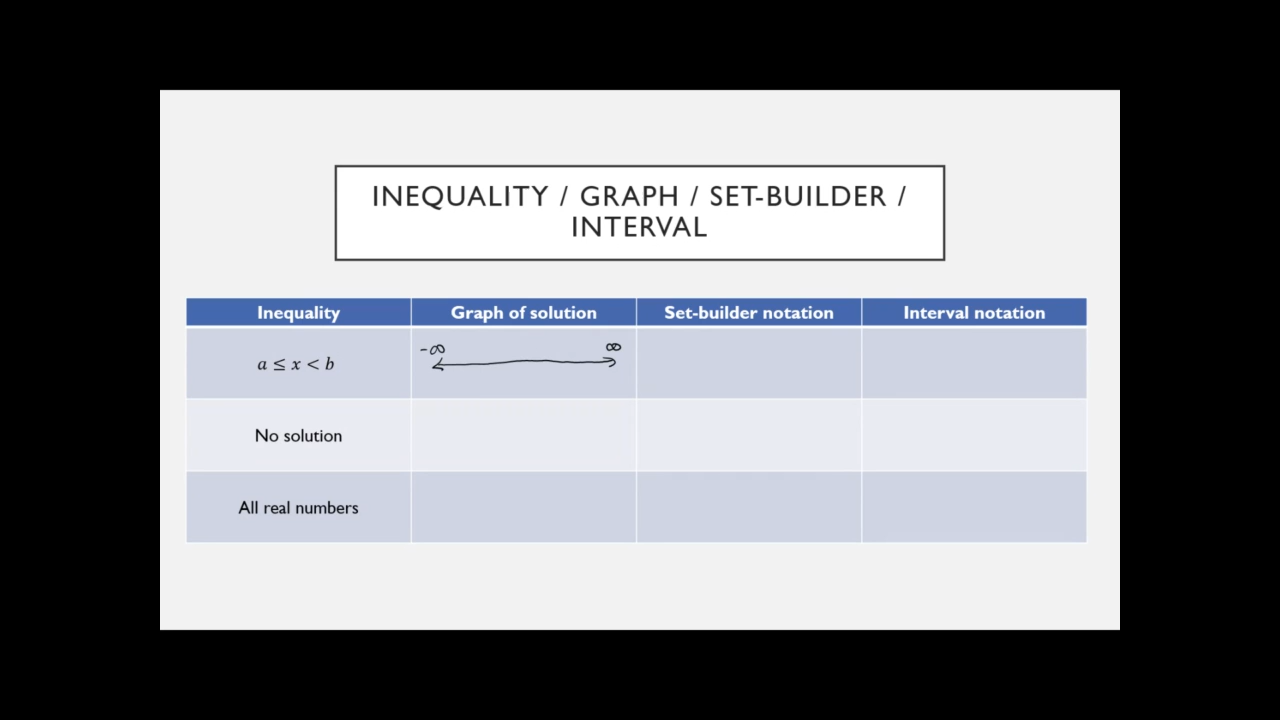 INEQUALITY / GRAPH / SET-BUILDER /
INTERVAL
Inequality Graph of solution Set-builder notation Interval notation
-∞ ∞
a ≤ x < b
No solution
All real numbers